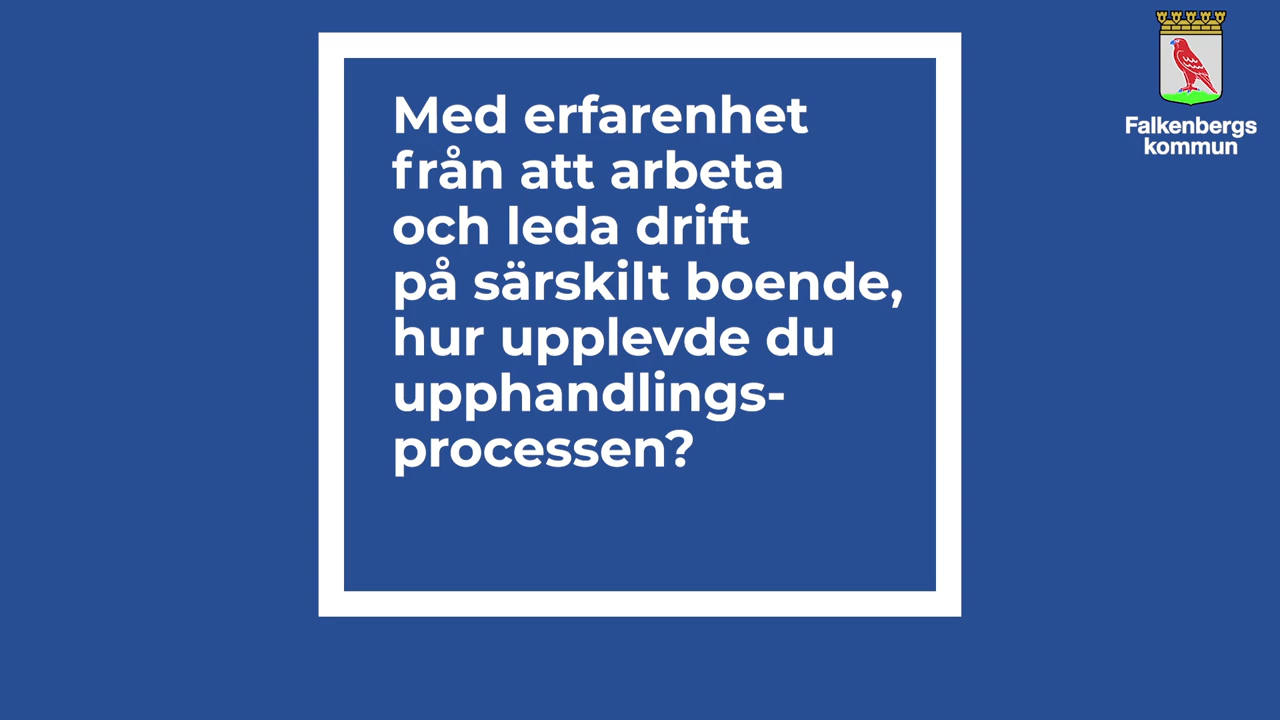 Med erfarenhet
från att arbeta
och leda drift
på särskilt boende,
hur upplevde du
upphandlings-
processen?
Falkenbergs
kommun